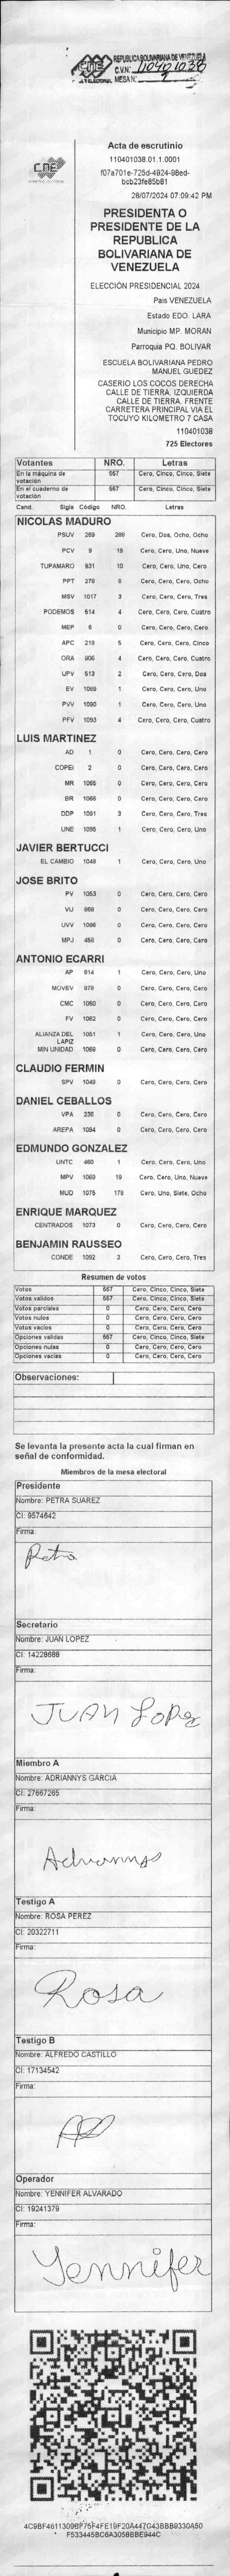 CNE
REPUBLICA BOLIVARIANA DE VENEZUELA
C.V.N°: 110401038
MESA N°: 2
CNE
Acta de escrutinio
110401038.01.1.0001
f07a701e-725d-4924-98ed-
bcb23fe85b81
28/07/2024 07:09:42 PM
PRESIDENTA O
PRESIDENTE DE LA
REPUBLICA
BOLIVARIANA DE
VENEZUELA
ELECCIÓN PRESIDENCIAL 2024
Pais VENEZUELA
Estado EDO. LARA
Municipio MP. MORAN
Parroquia PQ. BOLIVAR
ESCUELA BOLIVARIANA PEDRO
MANUEL GUEDEZ
CASERIO LOS COCOS DERECHA
CALLE DE TIERRA. IZQUIERDA
CALLE DE TIERRA. FRENTE
CARRETERA PRINCIPAL VIA EL
TOCUYO KILOMETRO 7 CASA
110401038
725 Electores
Votantes NRO. Letras
En la máquina de votación 557 Cero, Cinco, Cinco, Siete
En el cuaderno de votación 557 Cero, Cinco, Cinco, Siete
Cand. Sigla Código NRO. Letras
NICOLAS MADURO
PSUV 269 288 Cero, Dos, Ocho, Ocho
PCV 9 19 Cero, Cero, Uno, Nueve
TUPAMARO 931 10 Cero, Cero, Uno, Cero
PPT 276 8 Cero, Cero, Cero, Ocho
MSV 1017 3 Cero, Cero, Cero, Tres
PODEMOS 514 4 Cero, Cero, Cero, Cuatro
MEP 6 0 Cero, Cero, Cero, Cero
APC 219 5 Cero, Cero, Cero, Cinco
ORA 906 4 Cero, Cero, Cero, Cuatro
UPV 513 2 Cero, Cero, Cero, Dos
EV 1089 1 Cero, Cero, Cero, Uno
PVV 1090 1 Cero, Cero, Cero, Uno
PFV 1093 4 Cero, Cero, Cero, Cuatro
LUIS MARTINEZ
AD 1 0 Cero, Cero, Cero, Cero
COPEI 2 0 Cero, Cero, Cero, Cero
MR 1065 0 Cero, Cero, Cero, Cero
BR 1066 0 Cero, Cero, Cero, Cero
DDP 1091 3 Cero, Cero, Cero, Tres
UNE 1095 1 Cero, Cero, Cero, Uno
JAVIER BERTUCCI
EL CAMBIO 1048 1 Cero, Cero, Cero, Uno
JOSE BRITO
PV 1053 0 Cero, Cero, Cero, Cero
VU 869 0 Cero, Cero, Cero, Cero
UVV 1096 0 Cero, Cero, Cero, Cero
MPJ 458 0 Cero, Cero, Cero, Cero
ANTONIO ECARRI
AP 914 1 Cero, Cero, Cero, Uno
MOVEV 979 0 Cero, Cero, Cero, Cero
CMC 1050 0 Cero, Cero, Cero, Cero
FV 1062 0 Cero, Cero, Cero, Cero
ALIANZA DEL LAPIZ 1051 1 Cero, Cero, Cero, Uno
MIN UNIDAD 1068 0 Cero, Cero, Cero, Cero
CLAUDIO FERMIN
SPV 1049 0 Cero, Cero, Cero, Cero
DANIEL CEBALLOS
VPA 236 0 Cero, Cero, Cero, Cero
AREPA 1094 0 Cero, Cero, Cero, Cero
EDMUNDO GONZALEZ
UNTC 460 1 Cero, Cero, Cero, Uno
MPV 1069 19 Cero, Cero, Uno, Nueve
MUD 1075 178 Cero, Uno, Siete, Ocho
ENRIQUE MARQUEZ
CENTRADOS 1073 0 Cero, Cero, Cero, Cero
BENJAMIN RAUSSEO
CONDE 1092 3 Cero, Cero, Cero, Tres
Resumen de votos
Votos 557 Cero, Cinco, Cinco, Siete
Votos validos 557 Cero, Cinco, Cinco, Siete
Votos parciales 0 Cero, Cero, Cero, Cero
Votos nulos 0 Cero, Cero, Cero, Cero
Votos vacíos 0 Cero, Cero, Cero, Cero
Opciones validas 557 Cero, Cinco, Cinco, Siete
Opciones nulas 0 Cero, Cero, Cero, Cero
Opciones vacias 0 Cero, Cero, Cero, Cero
Observaciones:
Se levanta la presente acta la cual firman en
señal de conformidad.
Miembros de la mesa electoral
Presidente
Nombre: PETRA SUAREZ
CI: 9574642
Firma:
Petra
Secretario
Nombre: JUAN LOPEZ
CI: 14228688
Firma:
JUAN Lopez
Miembro A
Nombre: ADRIANNYS GARCIA
CI: 27667265
Firma:
Adriannys
Testigo A
Nombre: ROSA PEREZ
CI: 20322711
Firma:
Rosa
Testigo B
Nombre: ALFREDO CASTILLO
CI: 17134542
Firma:
Operador
Nombre: YENNIFER ALVARADO
CI: 19241379
Firma:
Yennifer
4C9BF4611309BF75F4FE19F20A447G43BBB9330A50
F533445BC6A3058BBE944C